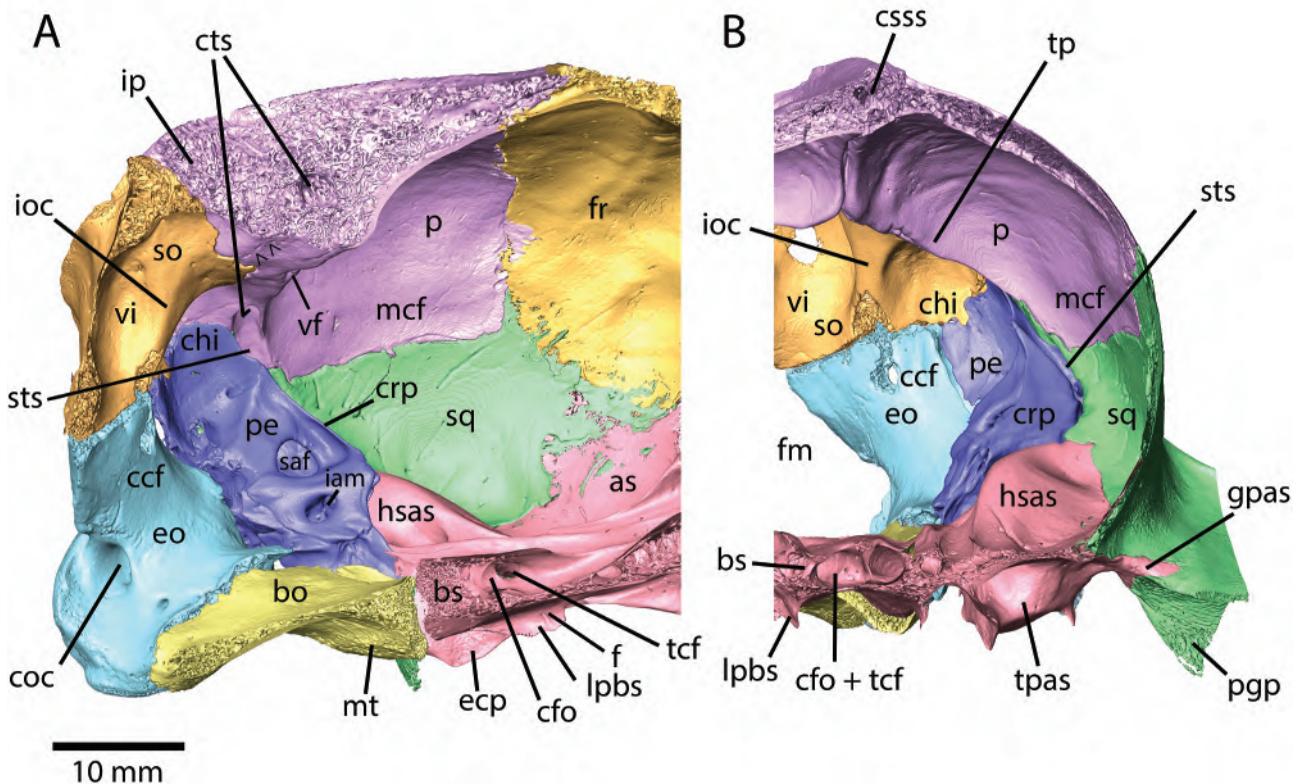 A
cts
ip
ioc
so
vi
p
fr
^^
vf
mcf
chi
sts
crp
sq
pe
saf
iam
as
ccf
hsas
eo
bo
bs
coc
mt
ecp
cfo
lpbs
f
tcf
10 mm
B
csss
tp
sts
ioc
p
mcf
vi
so
chi
pe
ccf
eo
crp
sq
fm
hsas
gpas
bs
lpbs
cfo + tcf
tpas
pgp